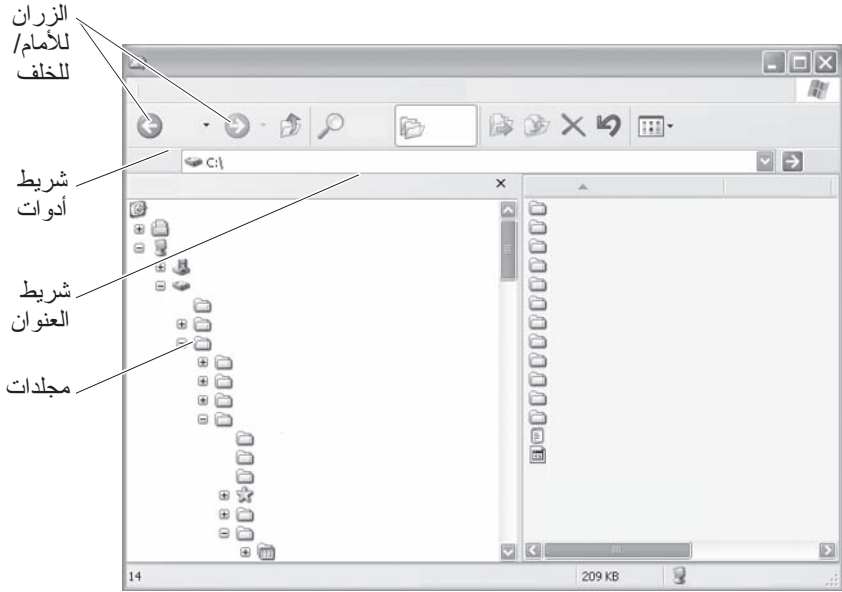 الزران
للأمام/
للخلف
شريط
أدوات
شريط
العنوان
مجلدات
C:\
14
209 KB